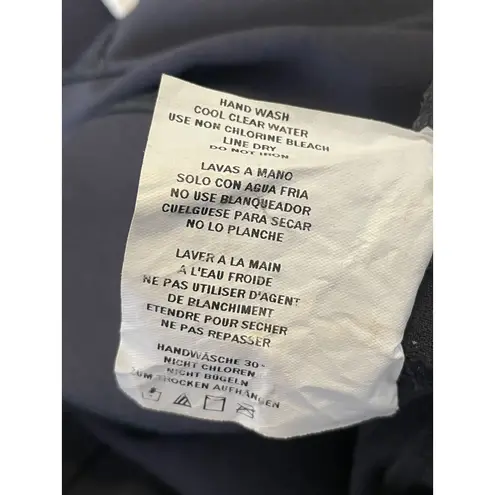 HAND WASH
COOL CLEAR WATER
USE NON CHLORINE BLEACH
LINE DRY
DO NOT IRON
LAVAS A MANO
SOLO CON AGUA FRIA
NO USE BLANQUEADOR
CUELGUESE PARA SECAR
NO LO PLANCHE
LAVER A LA MAIN
A L'EAU FROIDE
NE PAS UTILISER D'AGENT
DE BLANCHIMENT
ETENDRE POUR SECHER
NE PAS REPASSER
HANDWÄSCHE 30°
NICHT CHLOREN
NICHT BÜGELN
ZUM TROCKEN AUFHÄNGEN